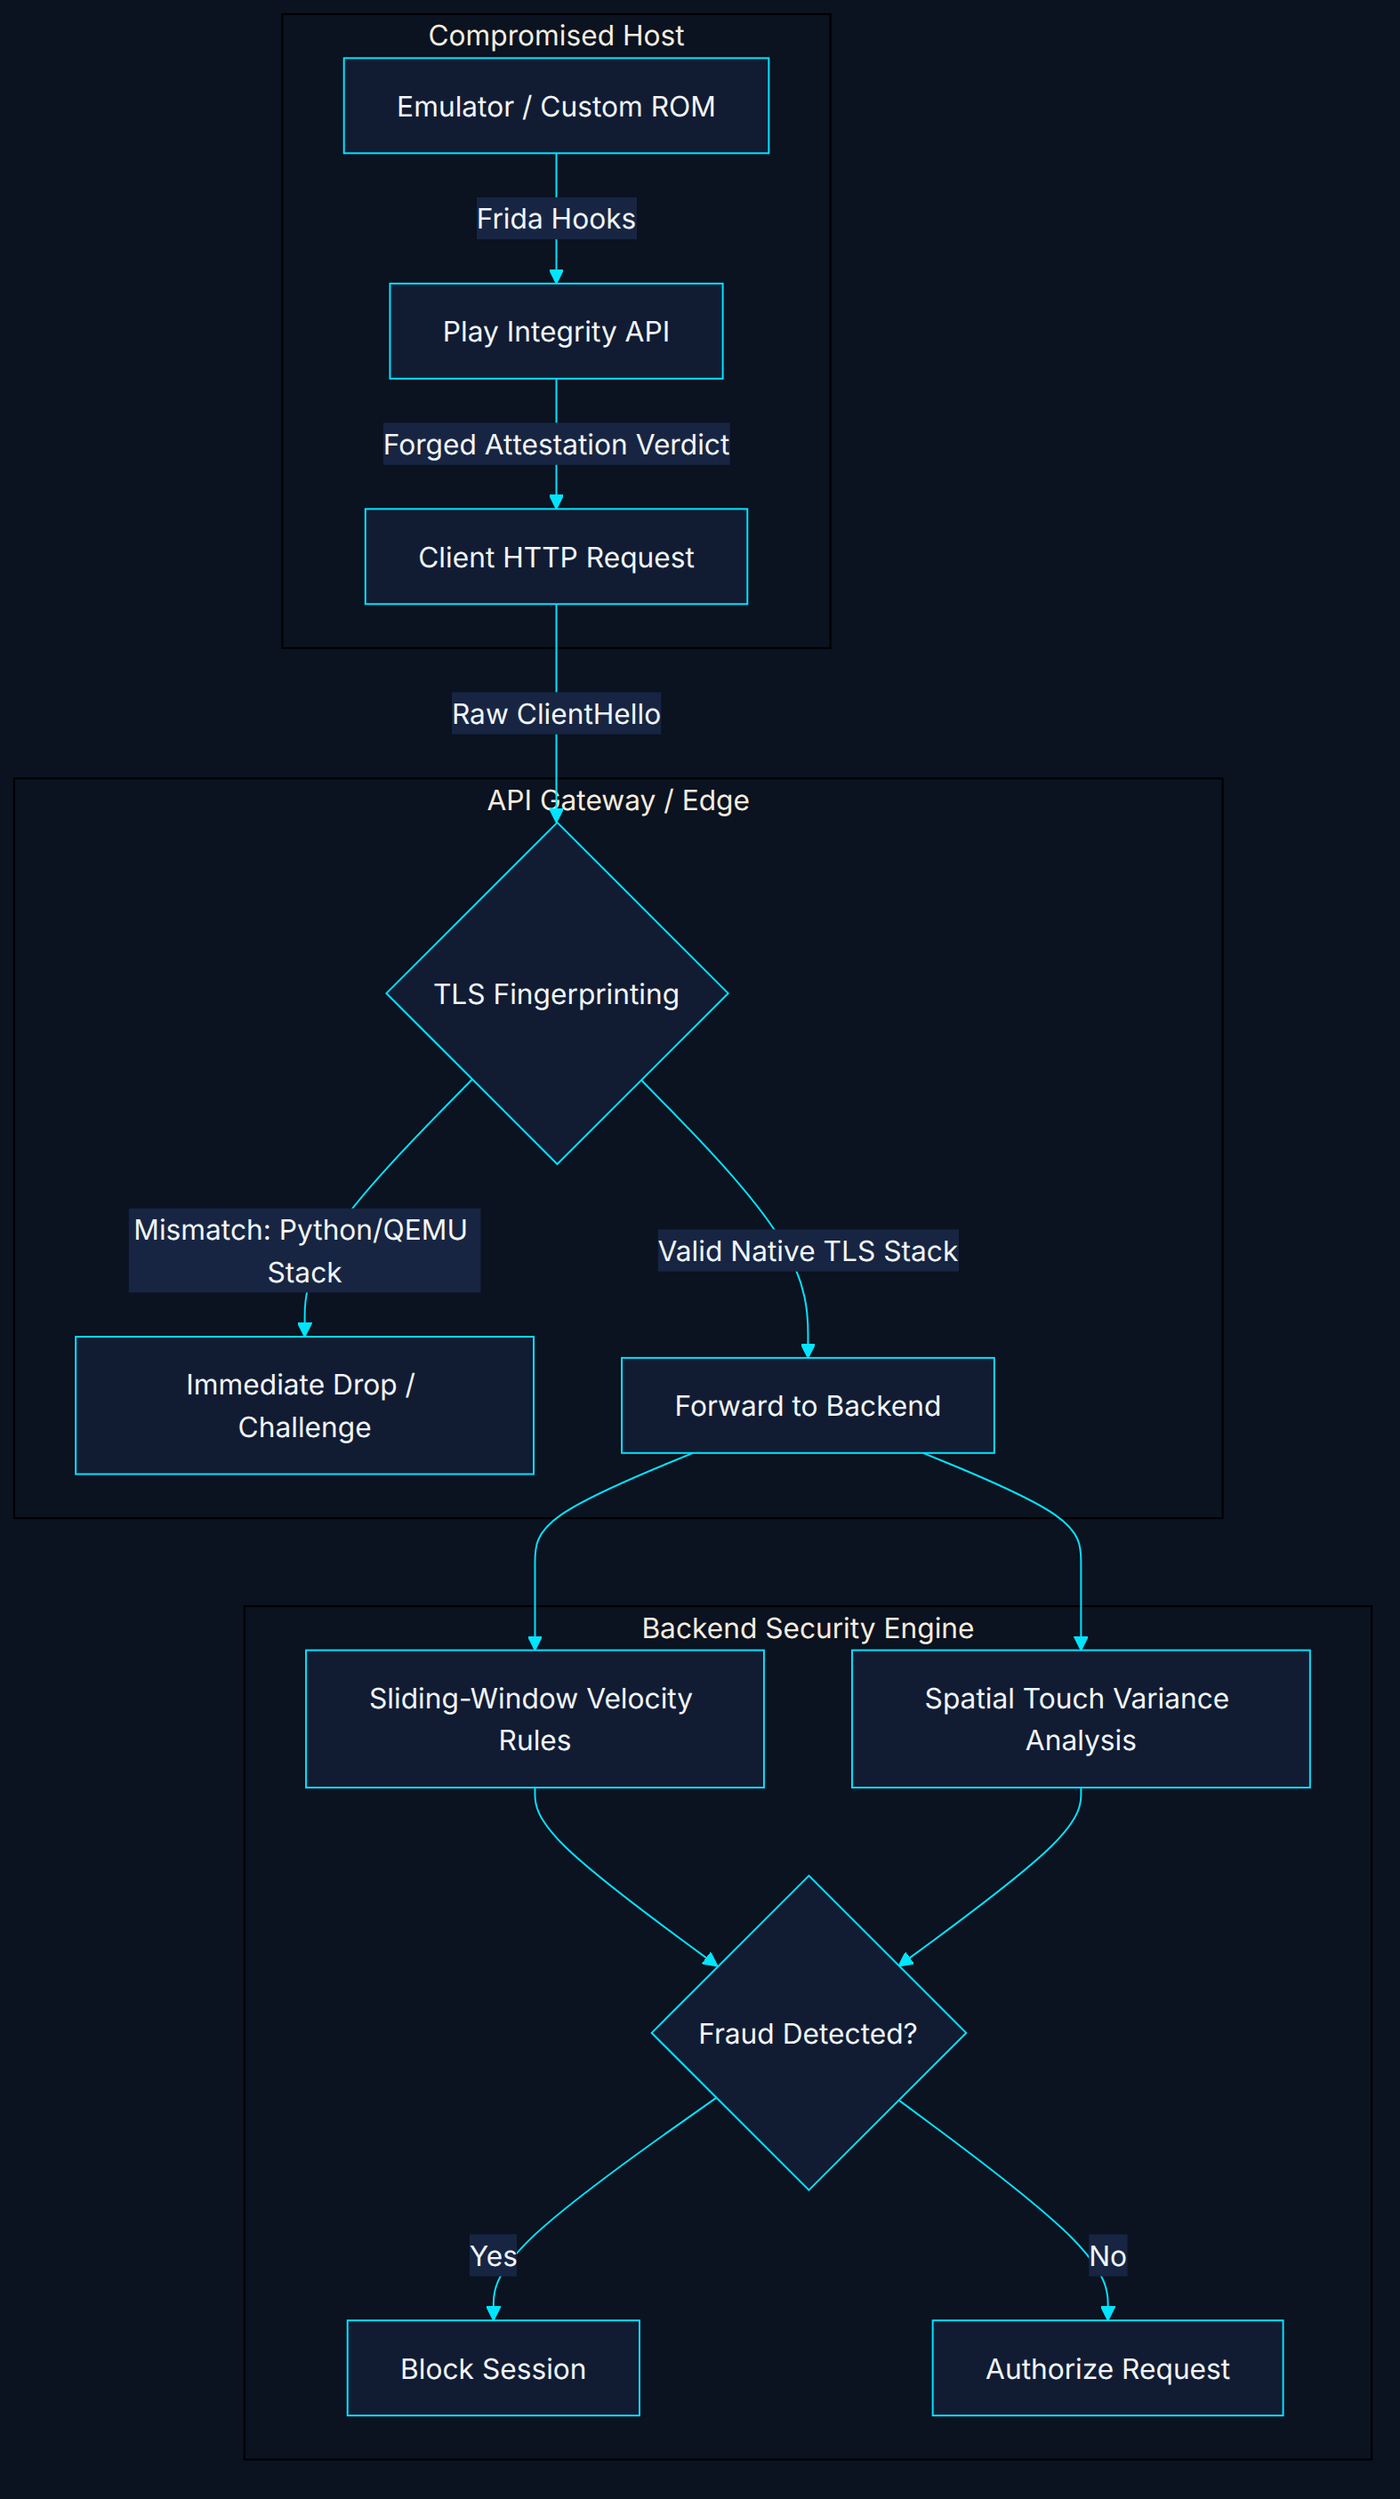 Compromised Host
Emulator / Custom ROM
Frida Hooks
Play Integrity API
Forged Attestation Verdict
Client HTTP Request
Raw ClientHello
API Gateway / Edge
TLS Fingerprinting
Mismatch: Python/QEMU
Stack
Valid Native TLS Stack
Immediate Drop /
Challenge
Forward to Backend
Backend Security Engine
Sliding-Window Velocity
Rules
Spatial Touch Variance
Analysis
Fraud Detected?
Yes
No
Block Session
Authorize Request